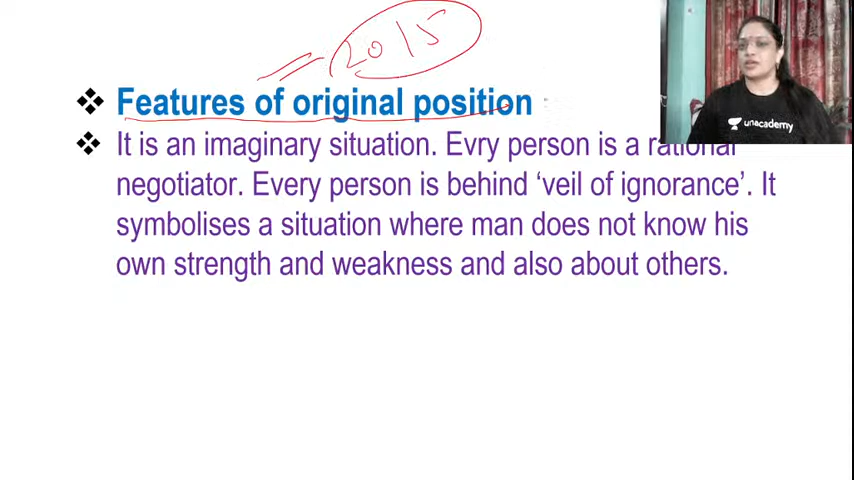 2015
❖ Features of original position
❖ It is an imaginary situation. Evry person is a rational
negotiator. Every person is behind ‘veil of ignorance’. It
symbolises a situation where man does not know his
own strength and weakness and also about others.
unacademy